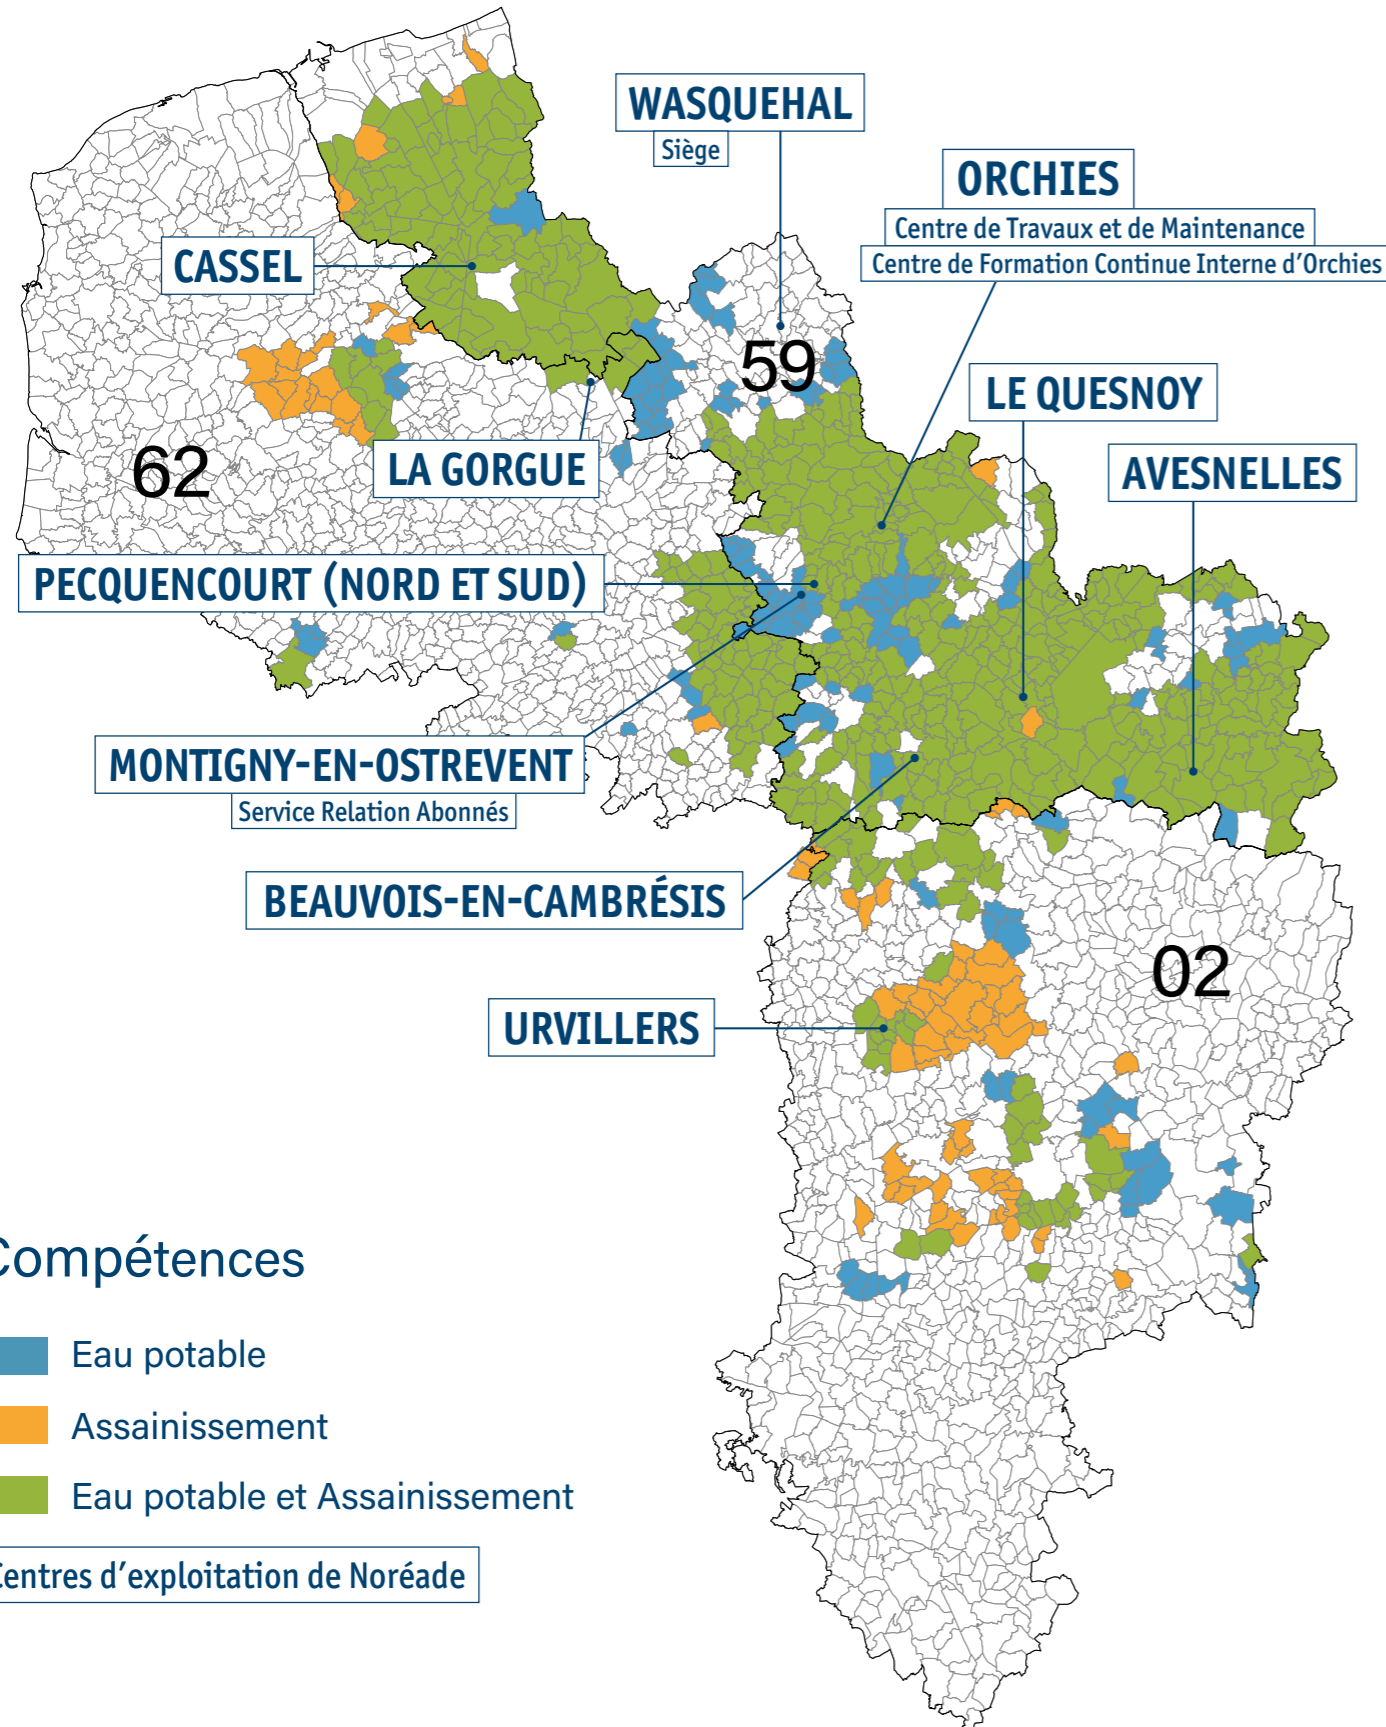 WASQUEHAL
Siège
ORCHIES
Centre de Travaux et de Maintenance
Centre de Formation Continue Interne d’Orchies
CASSEL
59
LE QUESNOY
AVESNELLES
62
LA GORGUE
PECQUENCOURT (NORD ET SUD)
MONTIGNY-EN-OSTREVENT
Service Relation Abonnés
BEAUVOIS-EN-CAMBRÉSIS
02
URVILLERS
Compétences
Eau potable
Assainissement
Eau potable et Assainissement
Centres d’exploitation de Noréade